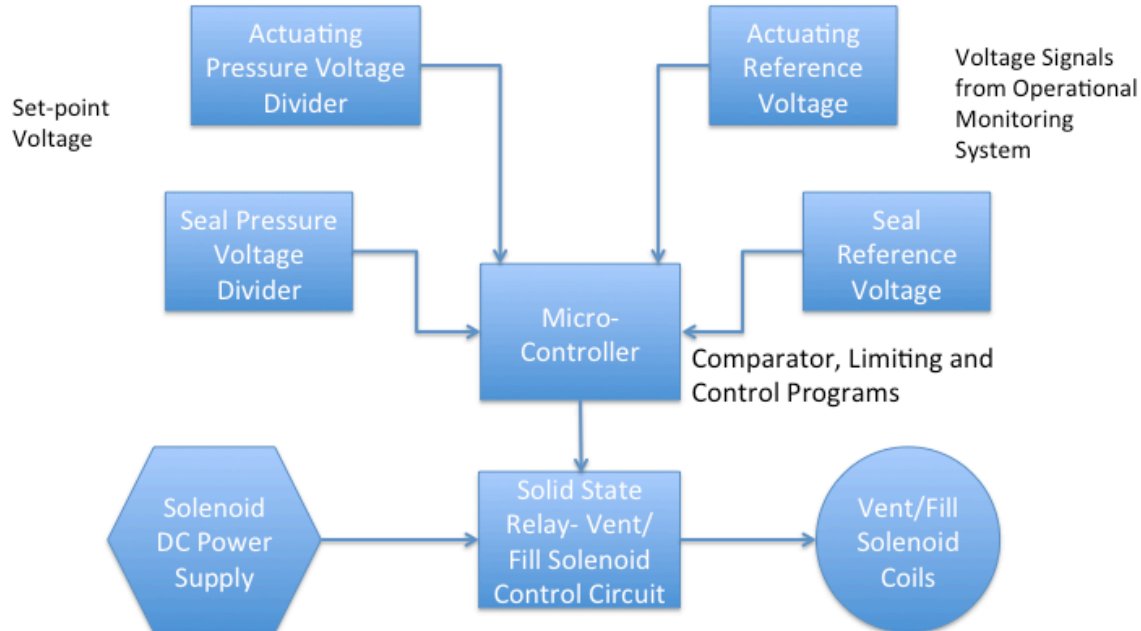 Actuating
Pressure Voltage
Divider
Actuating
Reference
Voltage
Voltage Signals
from Operational
Monitoring
System
Set-point
Voltage
Seal Pressure
Voltage
Divider
Seal
Reference
Voltage
Micro-
Controller
Comparator, Limiting and
Control Programs
Solenoid
DC Power
Supply
Solid State
Relay- Vent/
Fill Solenoid
Control Circuit
Vent/Fill
Solenoid
Coils